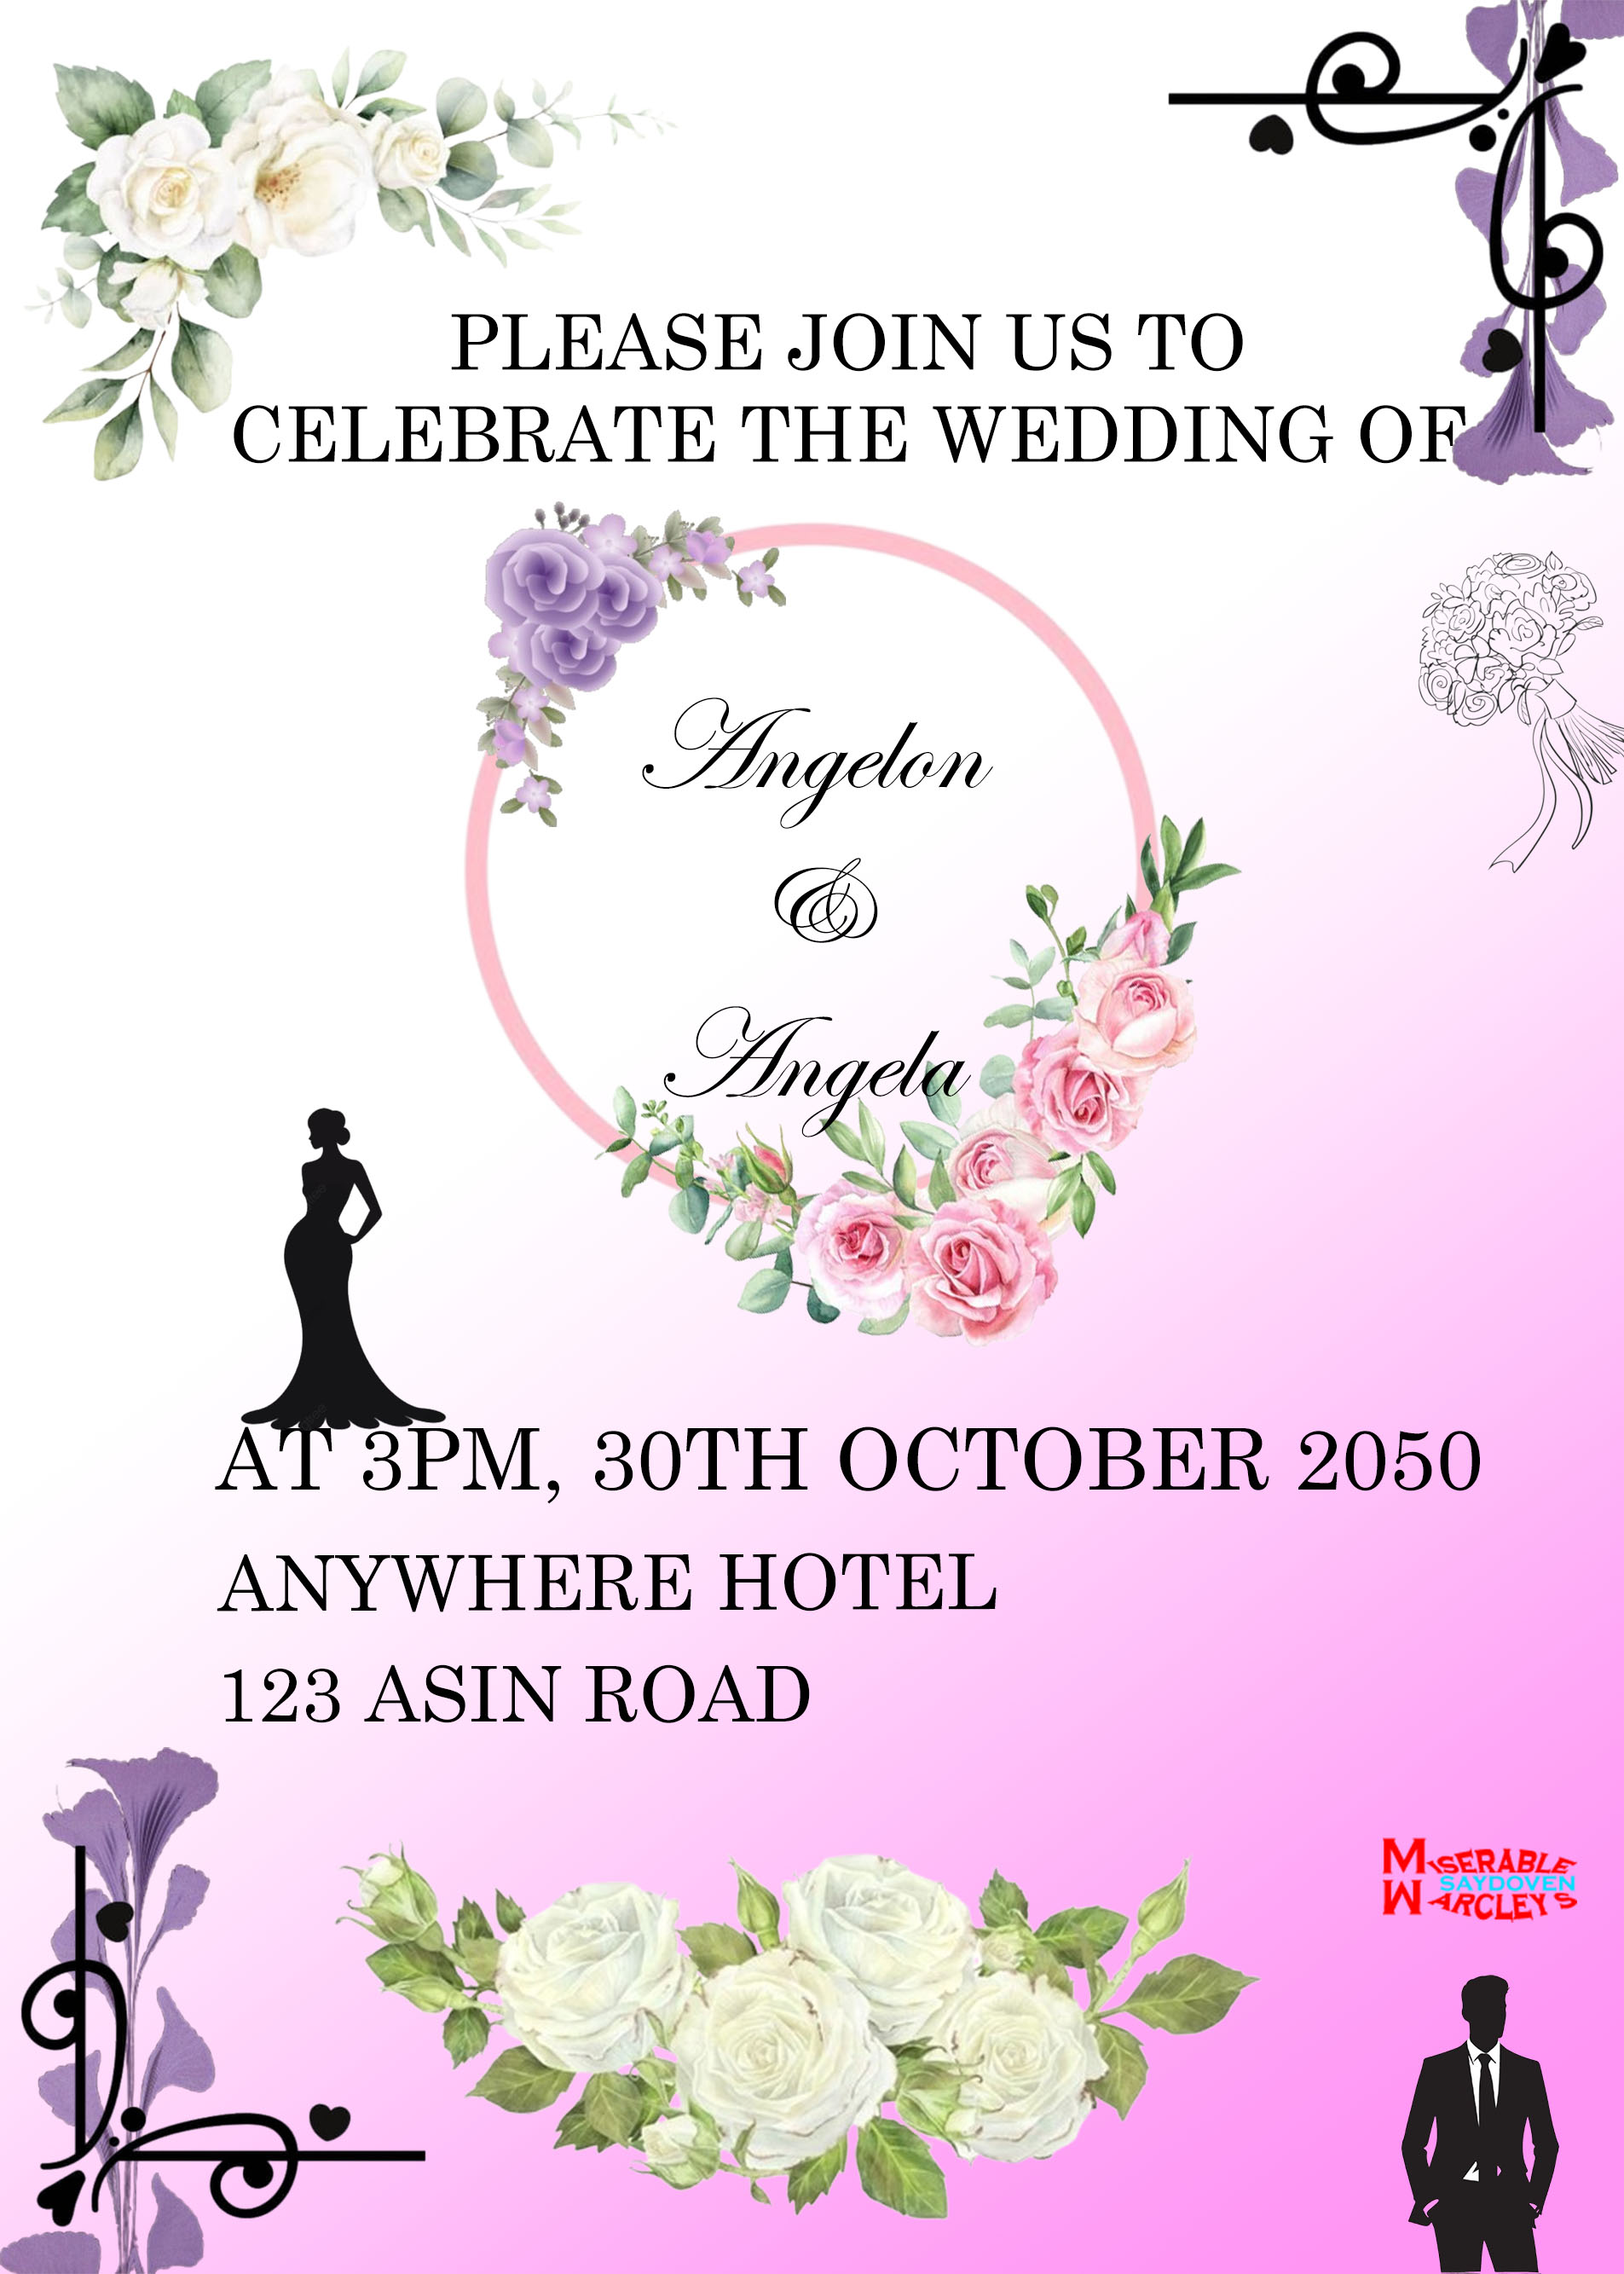 PLEASE JOIN US TO
CELEBRATE THE WEDDING OF
Angelon
&
Angela
AT 3PM, 30TH OCTOBER 2050
ANYWHERE HOTEL
123 ASIN ROAD
MISERABLE
SAYDOVEN
WARCLEYS